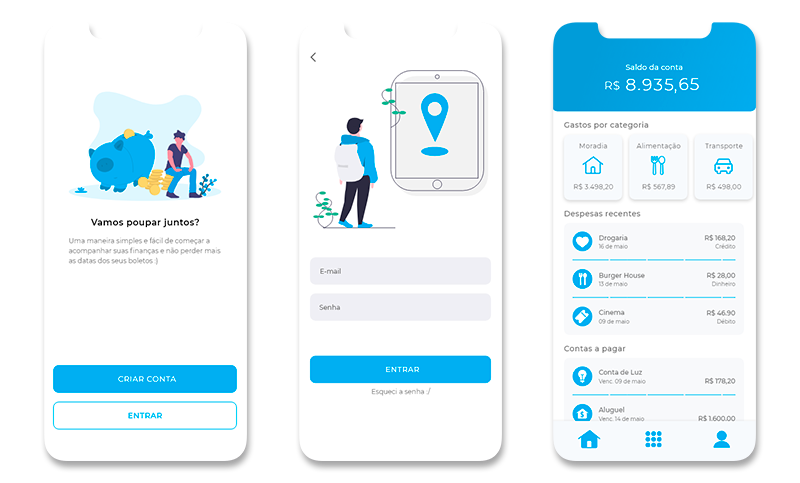 Vamos poupar juntos?
Uma maneira simples e fácil de começar a
acompanhar suas finanças e não perder mais
as datas dos seus boletos :)
CRIAR CONTA
ENTRAR
E-mail
Senha
ENTRAR
Esqueci a senha :/
Saldo da conta
R$ 8.935,65
Gastos por categoria
Moradia
R$ 3.498,20
Alimentação
R$ 567,89
Transporte
R$ 498,00
Despesas recentes
Drogaria
R$ 168,20
16 de maio
Crédito
Burger House
R$ 28,00
13 de maio
Dinheiro
Cinema
R$ 46.90
09 de maio
Débito
Contas a pagar
Conta de Luz
Venc. 09 de maio
R$ 178,20
Aluguel
Venc. 14 de maio
R$ 1.600,00